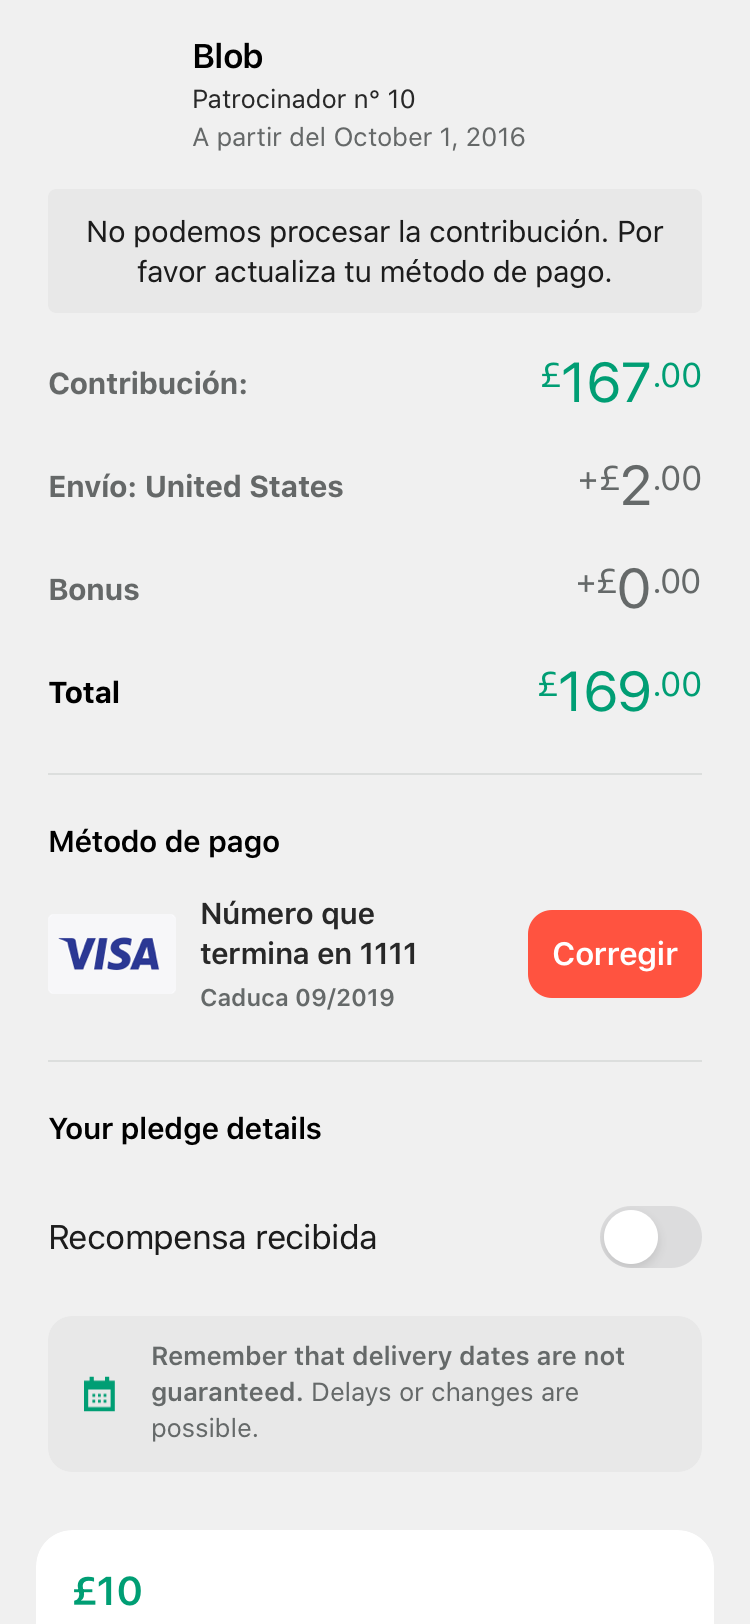 Blob
Patrocinador n° 10
A partir del October 1, 2016
No podemos procesar la contribución. Por
favor actualiza tu método de pago.
Contribución: £167.00
Envío: United States +£2.00
Bonus +£0.00
Total £169.00
Método de pago
VISA
Número que
termina en 1111
Caduca 09/2019
Corregir
Your pledge details
Recompensa recibida
Remember that delivery dates are not
guaranteed. Delays or changes are
possible.
£10